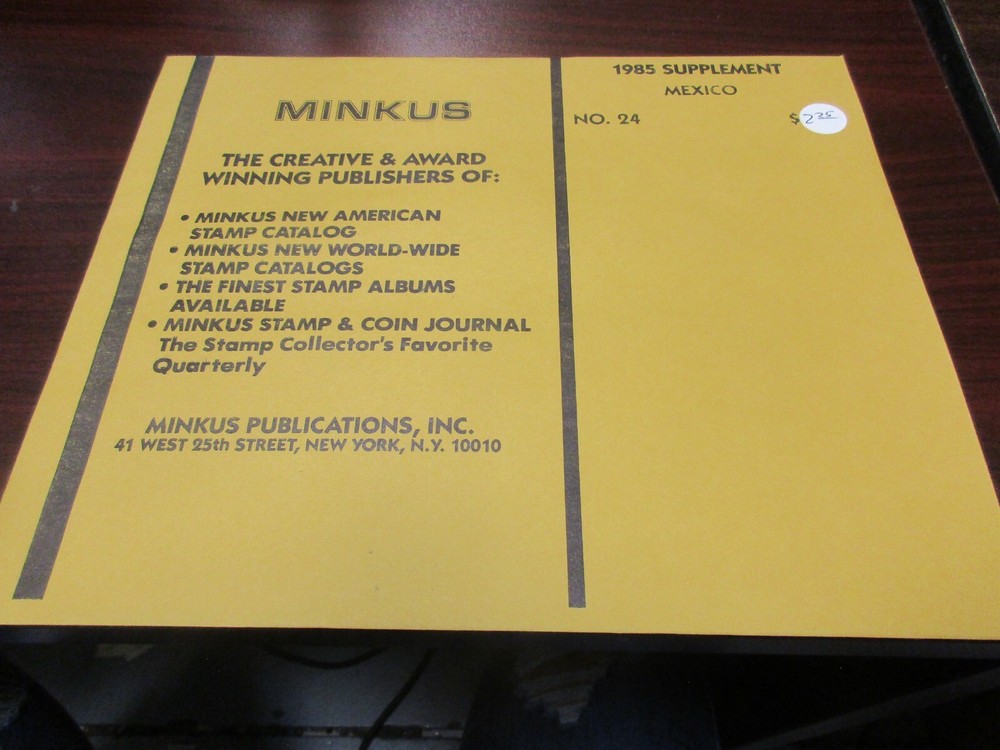 MINKUS
THE CREATIVE & AWARD
WINNING PUBLISHERS OF:
• MINKUS NEW AMERICAN
STAMP CATALOG
• MINKUS NEW WORLD-WIDE
STAMP CATALOGS
• THE FINEST STAMP ALBUMS
AVAILABLE
• MINKUS STAMP & COIN JOURNAL
The Stamp Collector's Favorite
Quarterly
MINKUS PUBLICATIONS, INC.
41 WEST 25th STREET, NEW YORK, N.Y. 10010
1985 SUPPLEMENT
MEXICO
NO. 24
$2